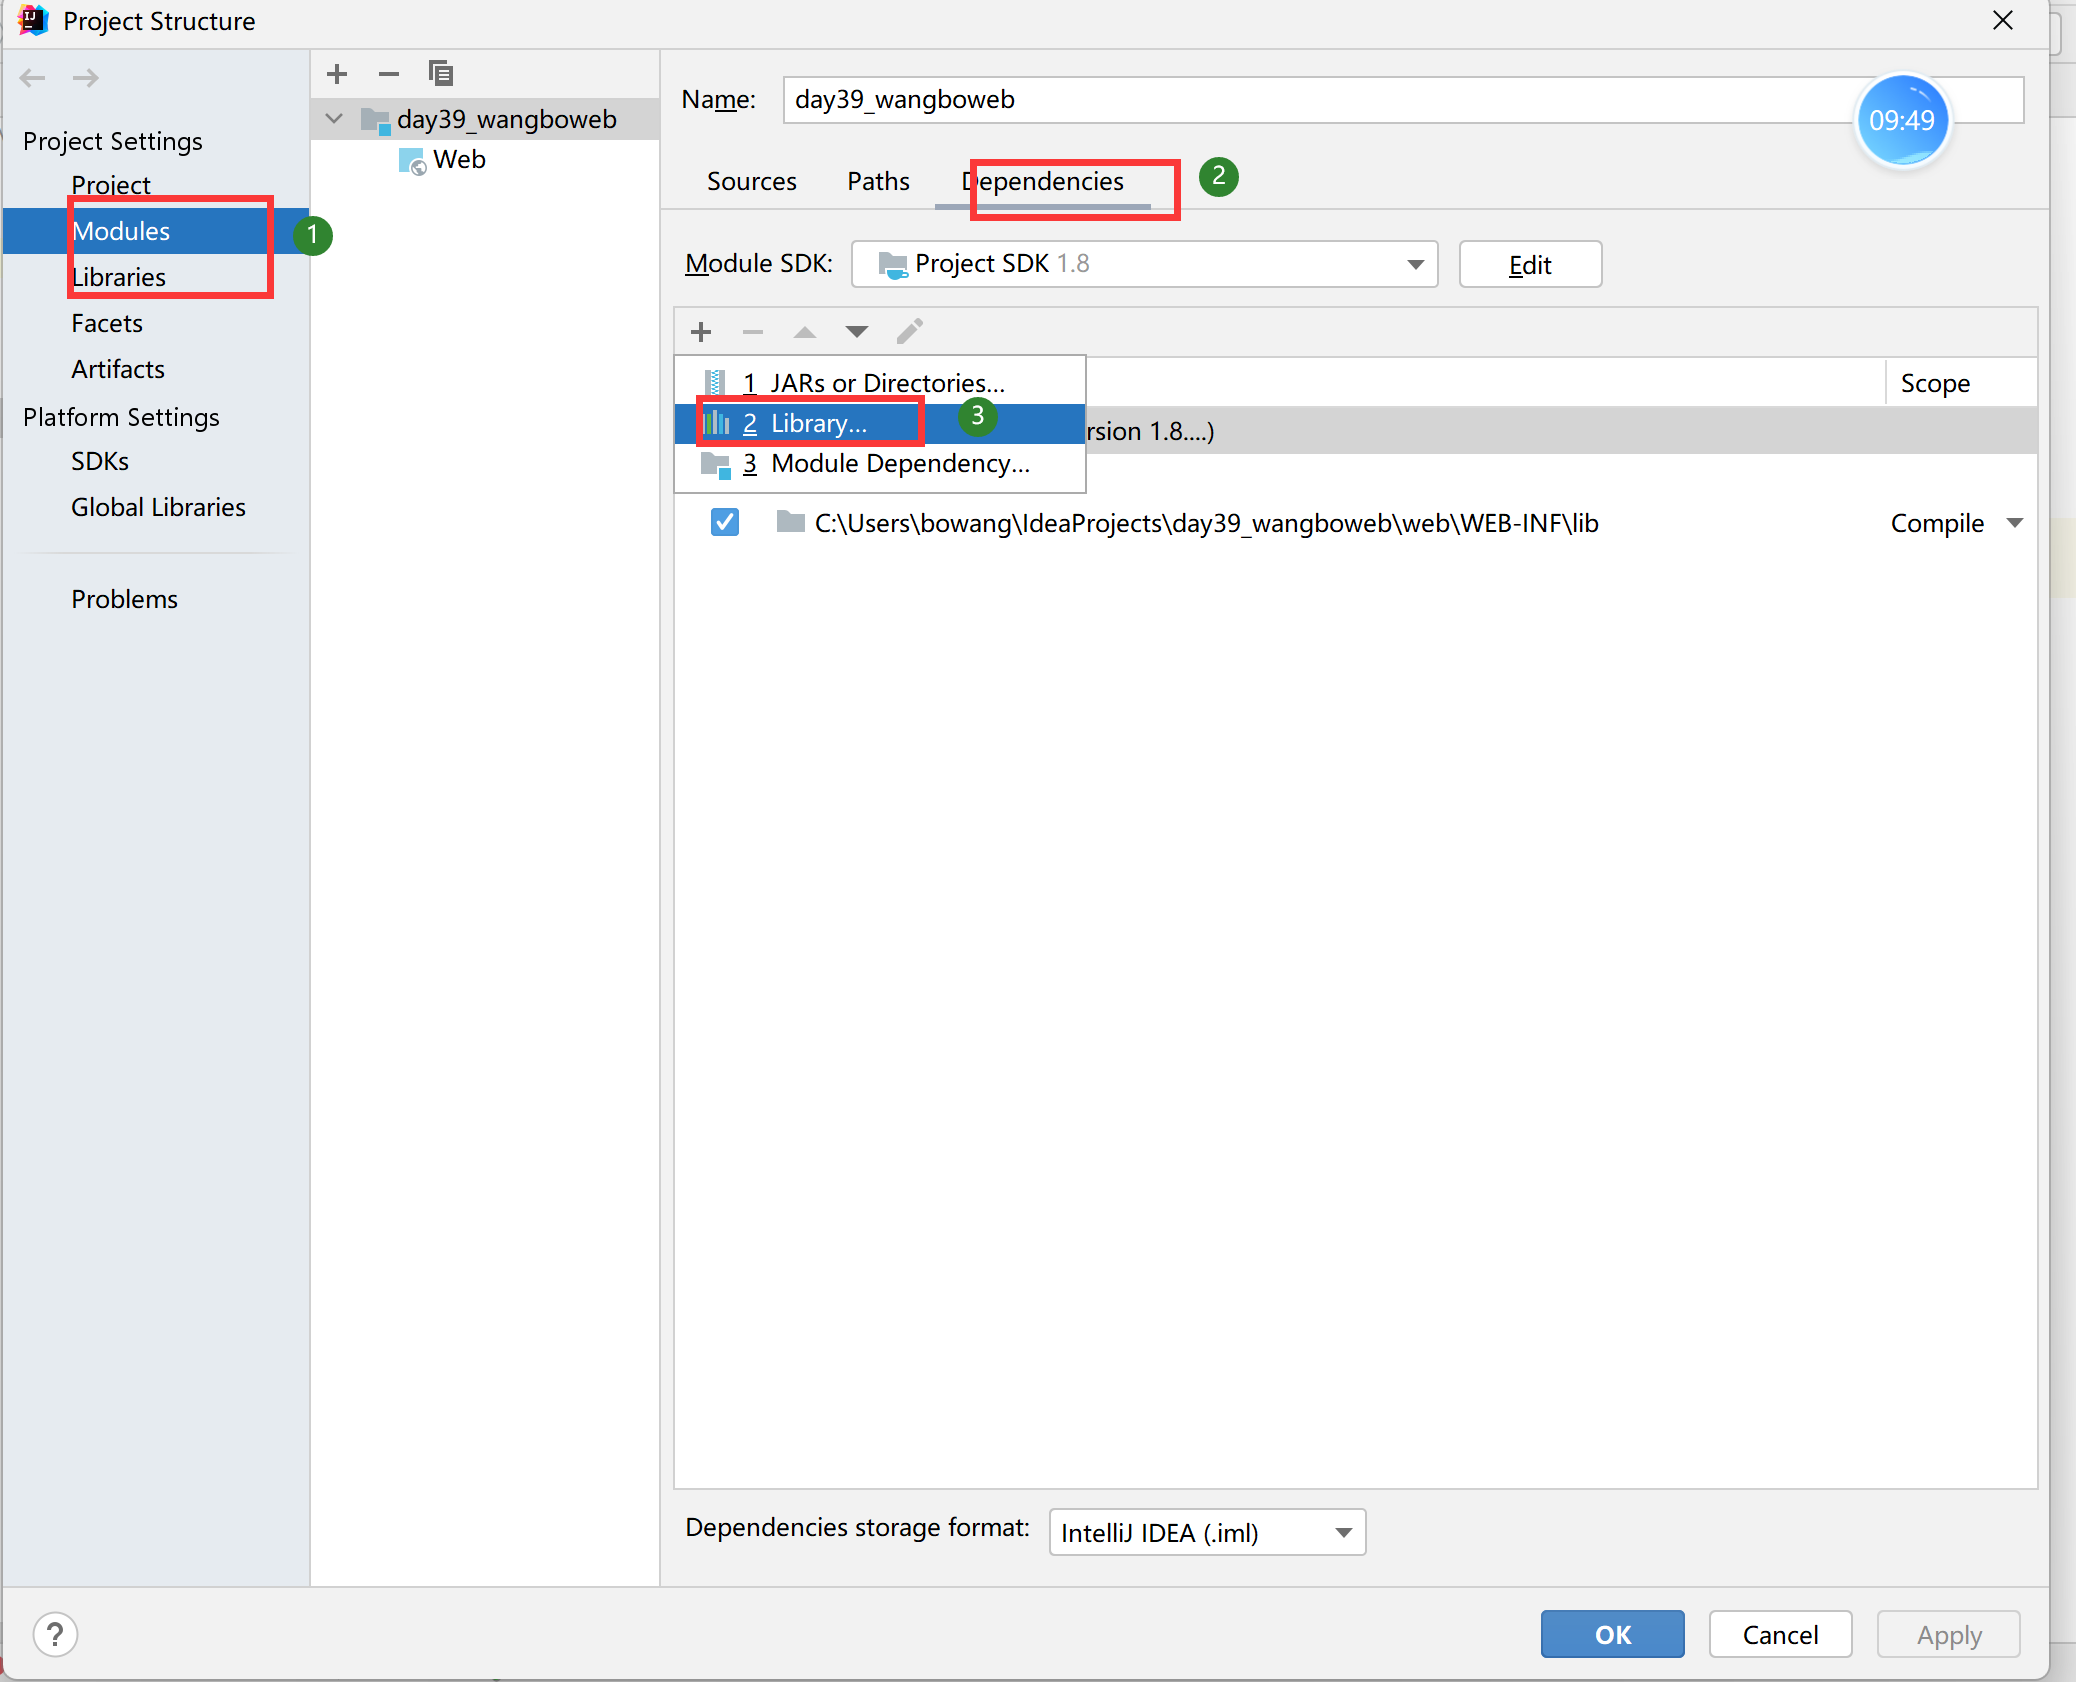 Project Structure
Project Settings
Project
Modules
1
Libraries
Facets
Artifacts
Platform Settings
SDKs
Global Libraries
Problems
day39_wangboweb
Web
Name: day39_wangboweb
09:49
Sources Paths Dependencies 2
Module SDK: Project SDK 1.8 Edit
1 JARs or Directories...
2 Library... 3
3 Module Dependency...
Scope
rsion 1.8....)
C:\Users\bowang\IdeaProjects\day39_wangboweb\web\WEB-INF\lib Compile
Dependencies storage format: IntelliJ IDEA (.iml)
? OK Cancel Apply